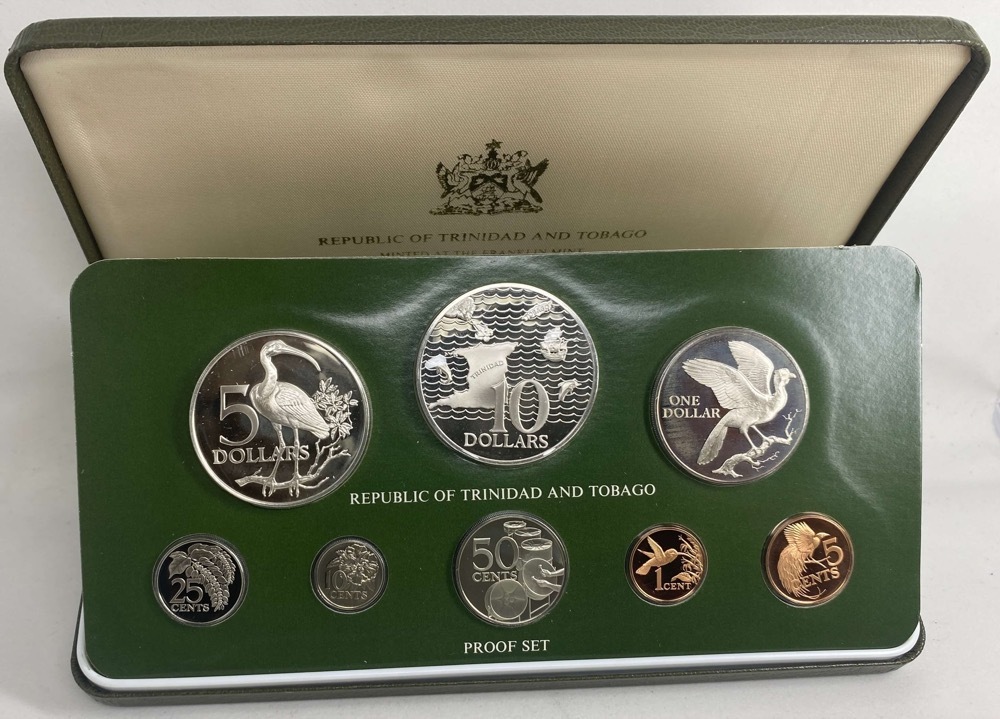 REPUBLIC OF TRINIDAD AND TOBAGO
MINTED AT THE FRANKLIN MINT
5
DOLLARS
TRINIDAD
10
DOLLARS
ONE
DOLLAR
REPUBLIC OF TRINIDAD AND TOBAGO
25
CENTS
10
CENTS
50
CENTS
1
CENT
5
CENTS
PROOF SET